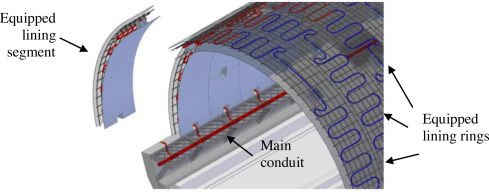 Equipped
lining
segment
Main
conduit
Equipped
lining rings